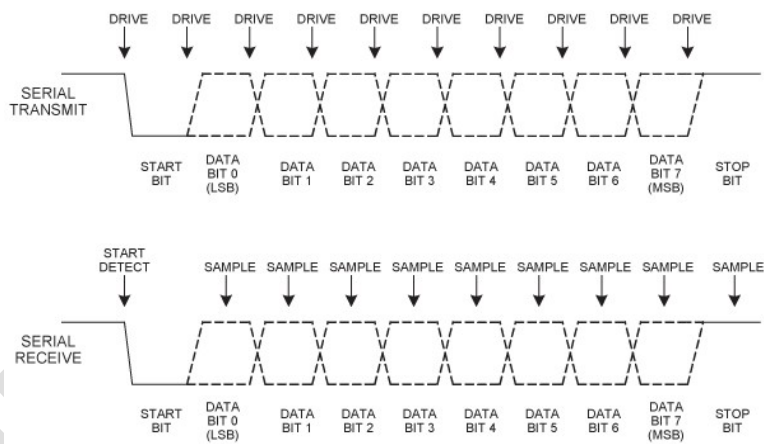 DRIVE DRIVE DRIVE DRIVE DRIVE DRIVE DRIVE DRIVE DRIVE DRIVE
SERIAL
TRANSMIT
START
BIT
DATA
BIT 0
(LSB)
DATA
BIT 1
DATA
BIT 2
DATA
BIT 3
DATA
BIT 4
DATA
BIT 5
DATA
BIT 6
DATA
BIT 7
(MSB)
STOP
BIT
START
DETECT
SAMPLE SAMPLE SAMPLE SAMPLE SAMPLE SAMPLE SAMPLE SAMPLE SAMPLE
SERIAL
RECEIVE
START
BIT
DATA
BIT 0
(LSB)
DATA
BIT 1
DATA
BIT 2
DATA
BIT 3
DATA
BIT 4
DATA
BIT 5
DATA
BIT 6
DATA
BIT 7
(MSB)
STOP
BIT